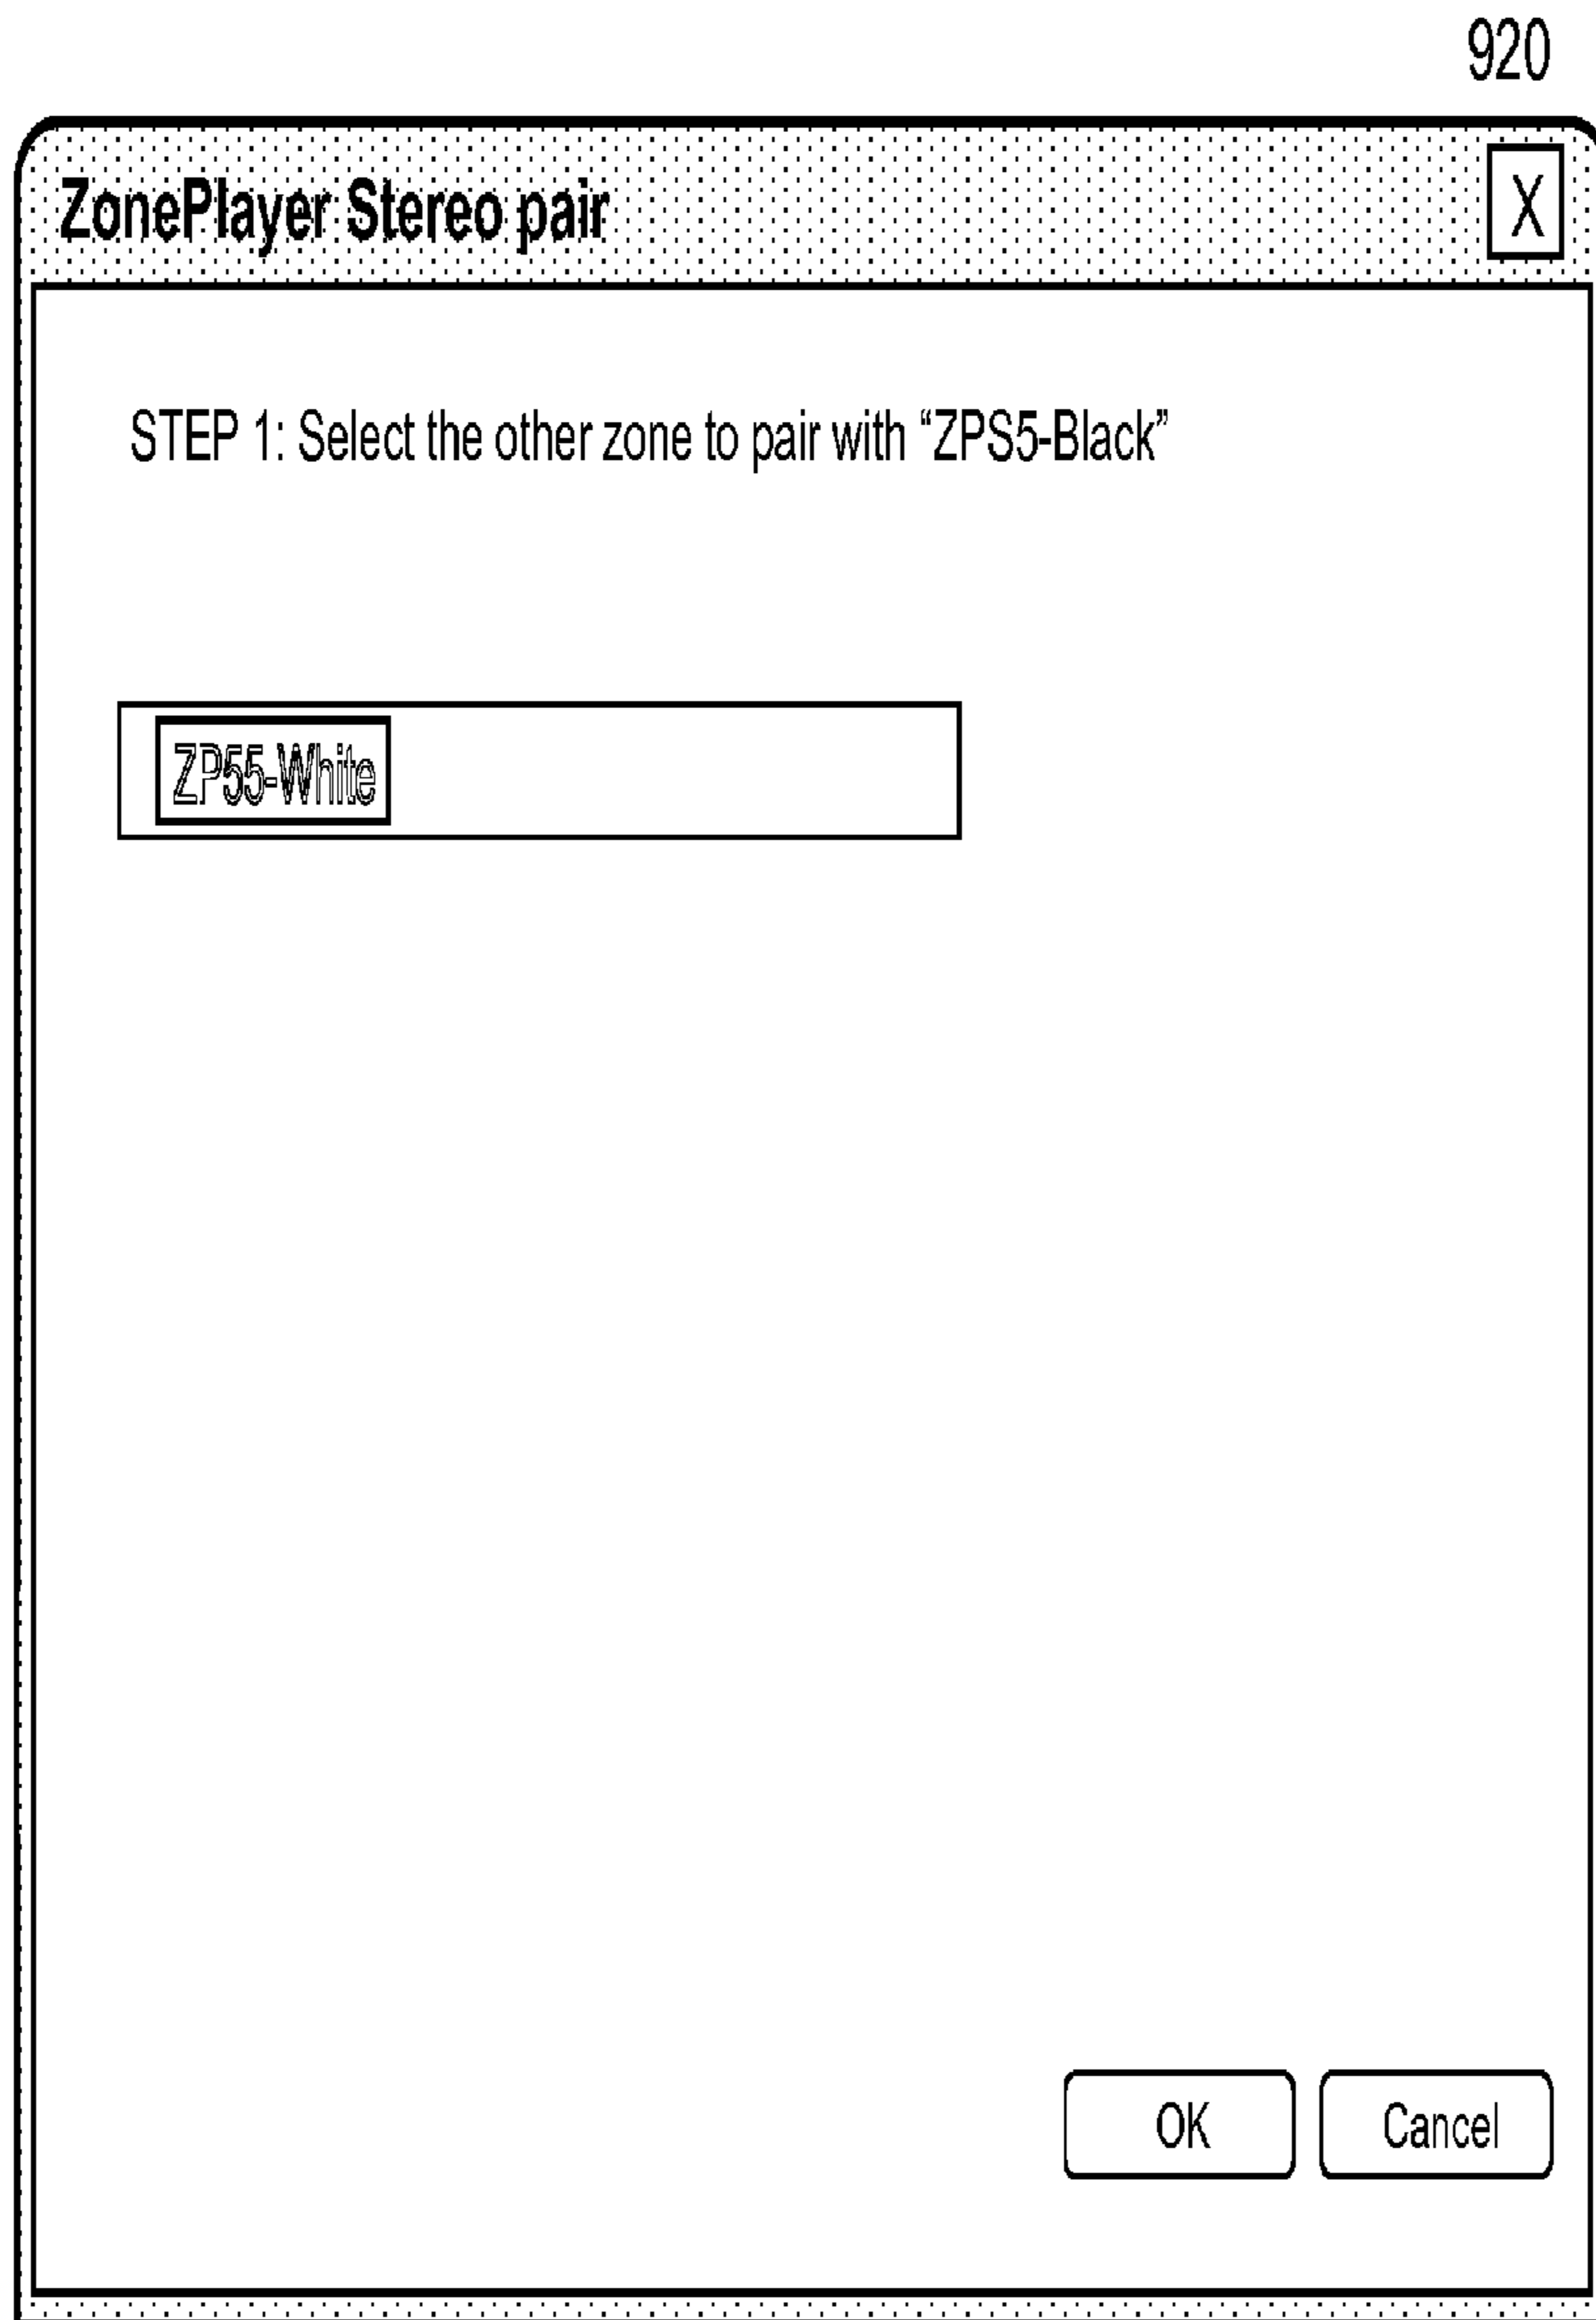 920
ZonePlayer Stereo pair
X
STEP 1: Select the other zone to pair with “ZPS5-Black”
ZP55-White
OK
Cancel